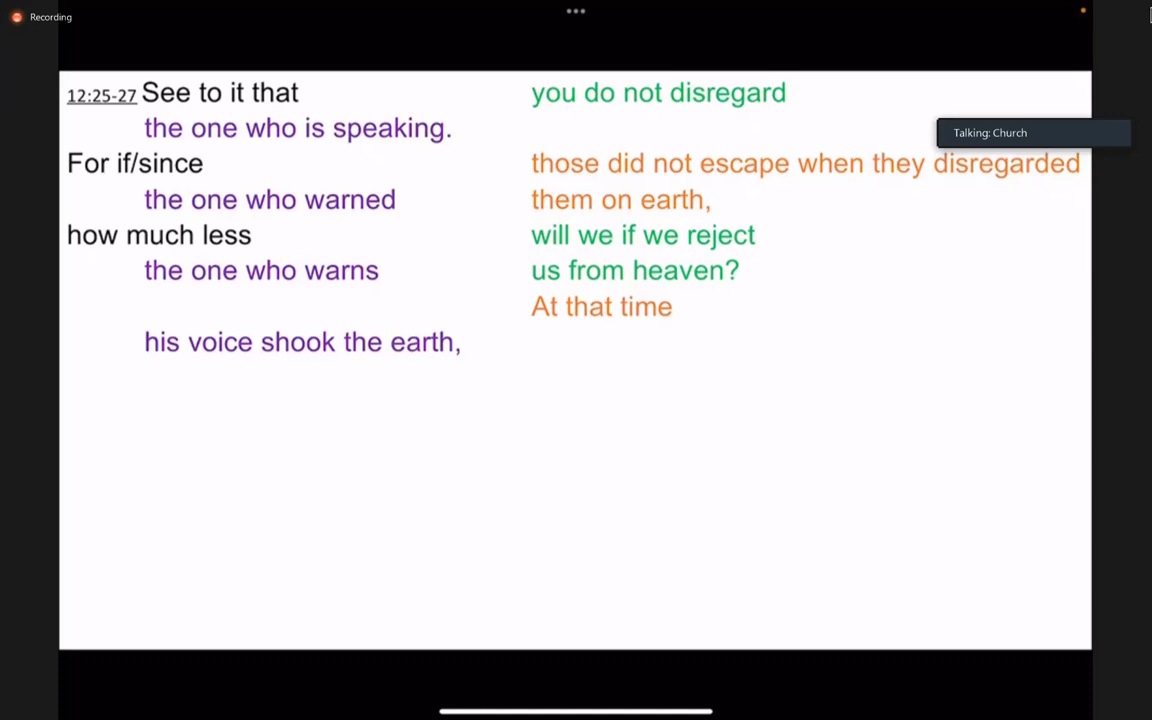 Recording
12:25-27 See to it that you do not disregard
the one who is speaking.
Talking: Church
For if/since those did not escape when they disregarded
the one who warned them on earth,
how much less will we if we reject
the one who warns us from heaven?
At that time
his voice shook the earth,